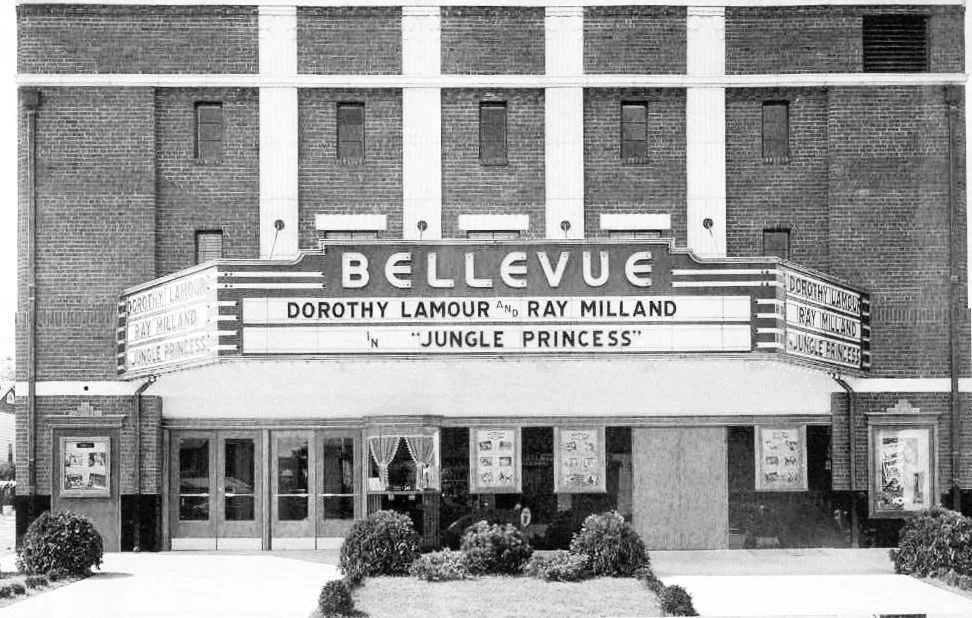 BELLEVUE
DOROTHY LAMOUR AND RAY MILLAND
IN "JUNGLE PRINCESS"
DOROTHY LAMOUR
RAY MILLAND
JUNGLE PRINCESS
DOROTHY LAMOUR
RAY MILLAND
IN JUNGLE PRINCESS